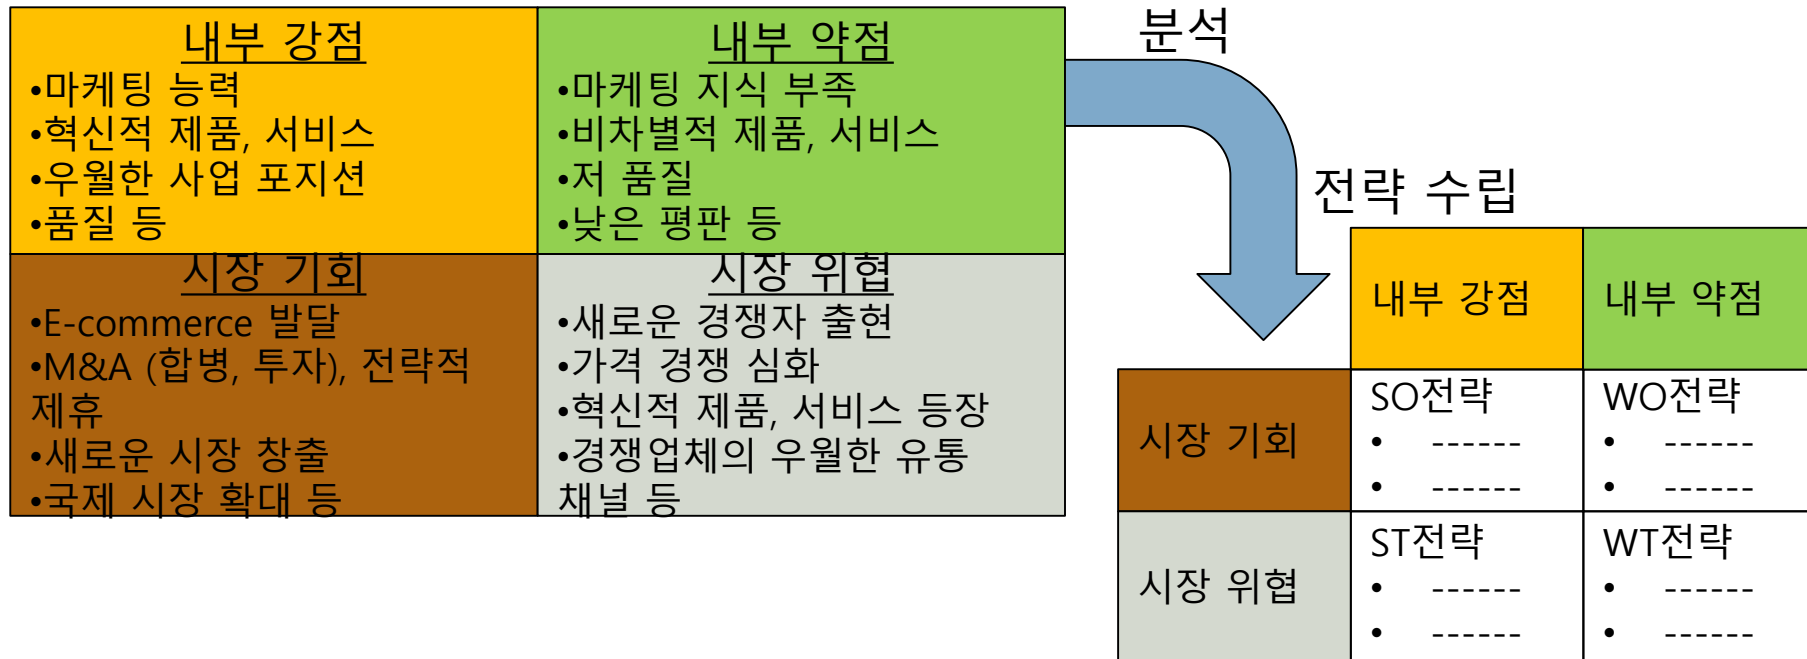 내부 강점
•마케팅 능력
•혁신적 제품, 서비스
•우월한 사업 포지션
•품질 등
내부 약점
•마케팅 지식 부족
•비차별적 제품, 서비스
•저 품질
•낮은 평판 등
시장 기회
•E-commerce 발달
•M&A (합병, 투자), 전략적
제휴
•새로운 시장 창출
•국제 시장 확대 등
시장 위협
•새로운 경쟁자 출현
•가격 경쟁 심화
•혁신적 제품, 서비스 등장
•경쟁업체의 우월한 유통
채널 등
분석
전략 수립
내부 강점
내부 약점
시장 기회
SO전략
• ------
• ------
WO전략
• ------
• ------
시장 위협
ST전략
• ------
• ------
WT전략
• ------
• ------